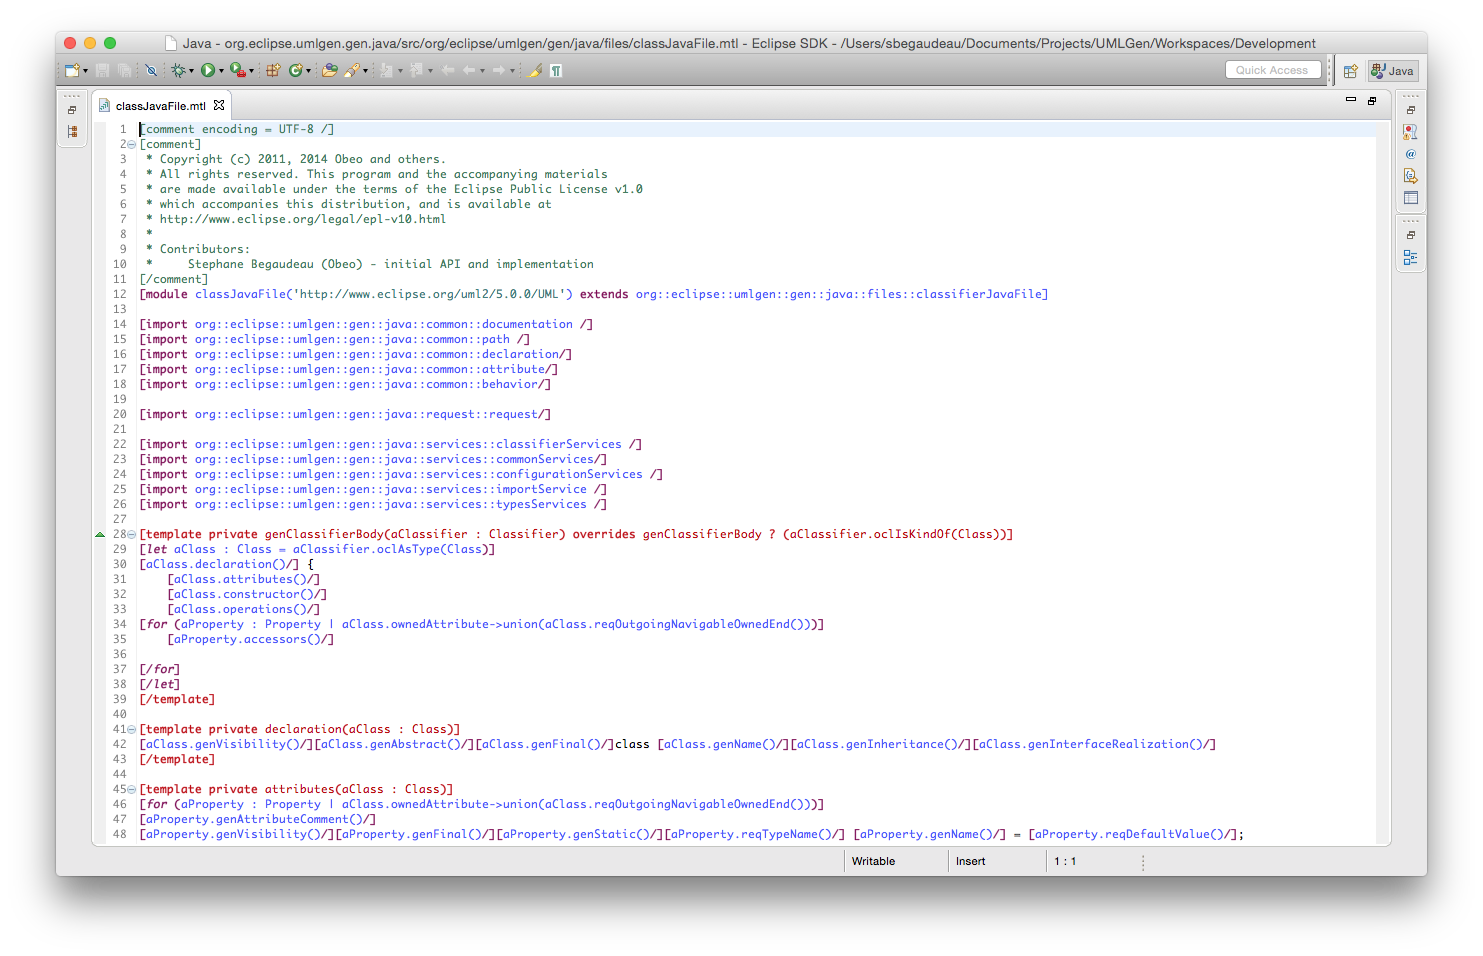 Java - org.eclipse.umlgen.gen.java/src/org/eclipse/umlgen/gen/java/files/classJavaFile.mtl - Eclipse SDK - /Users/sbegaudeau/Documents/Projects/UMLGen/Workspaces/Development
Quick Access
Java
classJavaFile.mtl
1 [comment encoding = UTF-8 /]
2 [comment]
3  * Copyright (c) 2011, 2014 Obeo and others.
4  * All rights reserved. This program and the accompanying materials
5  * are made available under the terms of the Eclipse Public License v1.0
6  * which accompanies this distribution, and is available at
7  * http://www.eclipse.org/legal/epl-v10.html
8  *
9  * Contributors:
10  *     Stephane Begaudeau (Obeo) - initial API and implementation
11 [/comment]
12 [module classJavaFile('http://www.eclipse.org/uml2/5.0.0/UML') extends org::eclipse::umlgen::gen::java::files::classifierJavaFile]
13
14 [import org::eclipse::umlgen::gen::java::common::documentation /]
15 [import org::eclipse::umlgen::gen::java::common::path /]
16 [import org::eclipse::umlgen::gen::java::common::declaration/]
17 [import org::eclipse::umlgen::gen::java::common::attribute/]
18 [import org::eclipse::umlgen::gen::java::common::behavior/]
19
20 [import org::eclipse::umlgen::gen::java::request::request/]
21
22 [import org::eclipse::umlgen::gen::java::services::classifierServices /]
23 [import org::eclipse::umlgen::gen::java::services::commonServices/]
24 [import org::eclipse::umlgen::gen::java::services::configurationServices /]
25 [import org::eclipse::umlgen::gen::java::services::importService /]
26 [import org::eclipse::umlgen::gen::java::services::typesServices /]
27
28 [template private genClassifierBody(aClassifier : Classifier) overrides genClassifierBody ? (aClassifier.oclIsKindOf(Class))]
29 [let aClass : Class = aClassifier.oclAsType(Class)]
30 [aClass.declaration()/] {
31     [aClass.attributes()/]
32     [aClass.constructor()/]
33     [aClass.operations()/]
34 [for (aProperty : Property | aClass.ownedAttribute->union(aClass.reqOutgoingNavigableOwnedEnd()))]
35     [aProperty.accessors()/]
36
37 [/for]
38 [/let]
39 [/template]
40
41 [template private declaration(aClass : Class)]
42 [aClass.genVisibility()/][aClass.genAbstract()/][aClass.genFinal()/]class [aClass.genName()/][aClass.genInheritance()/][aClass.genInterfaceRealization()/]
43 [/template]
44
45 [template private attributes(aClass : Class)]
46 [for (aProperty : Property | aClass.ownedAttribute->union(aClass.reqOutgoingNavigableOwnedEnd()))]
47 [aProperty.genAttributeComment()/]
48 [aProperty.genVisibility()/][aProperty.genFinal()/][aProperty.genStatic()/][aProperty.reqTypeName()/] [aProperty.genName()/] = [aProperty.reqDefaultValue()/];
Writable
Insert
1 : 1